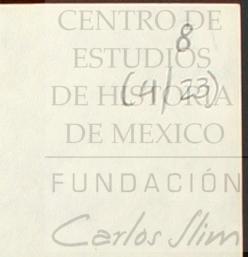 CENTRO DE
8
ESTUDIOS
(4/23)
DE HISTORIA
DE MEXICO
FUNDACIÓN
Carlos Slim